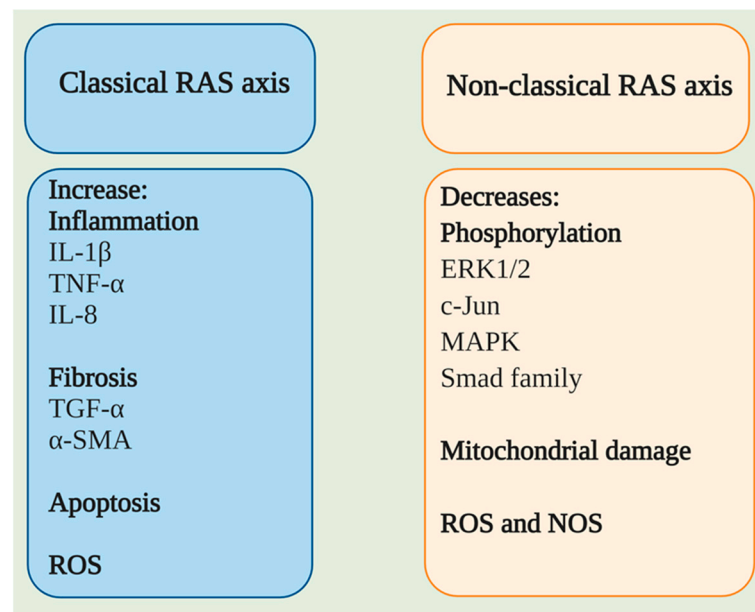 Classical RAS axis
Increase:
Inflammation
IL-1β
TNF-α
IL-8
Fibrosis
TGF-α
α-SMA
Apoptosis
ROS
Non-classical RAS axis
Decreases:
Phosphorylation
ERK1/2
c-Jun
MAPK
Smad family
Mitochondrial damage
ROS and NOS